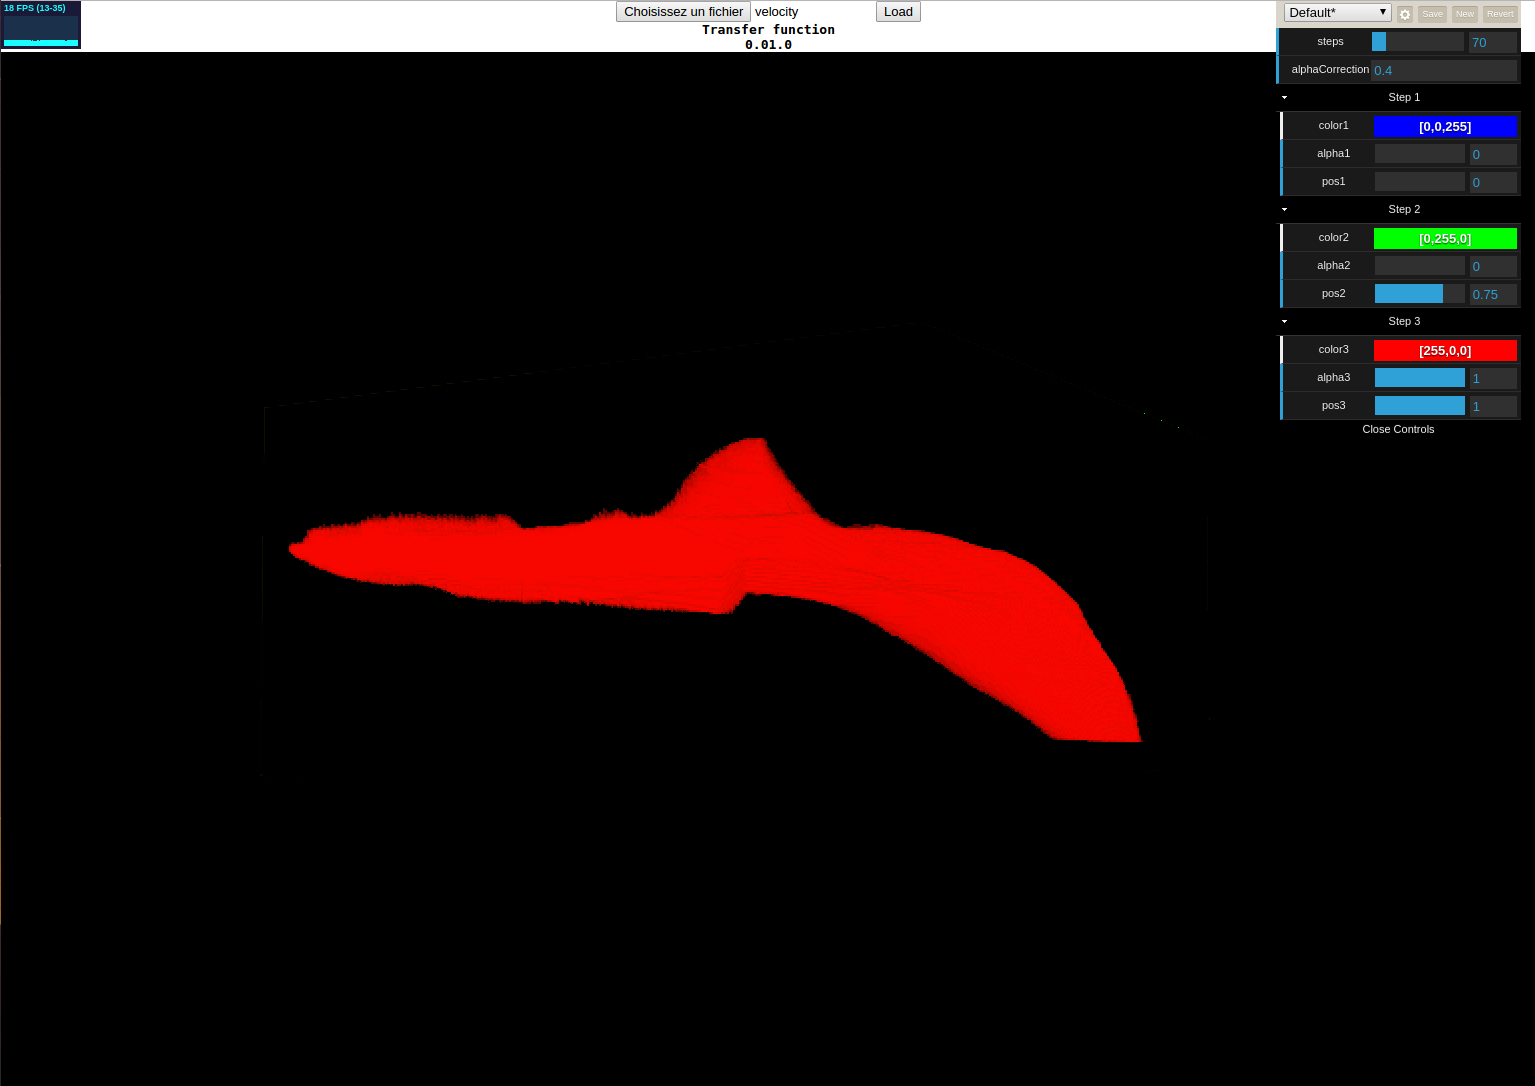 18 FPS (13-35)
Choisissez un fichier velocity Load
Transfer function
0.01.0
Default* Save New Revert
steps 70
alphaCorrection 0.4
Step 1
color1 [0,0,255]
alpha1 0
pos1 0
Step 2
color2 [0,255,0]
alpha2 0
pos2 0.75
Step 3
color3 [255,0,0]
alpha3 1
pos3 1
Close Controls